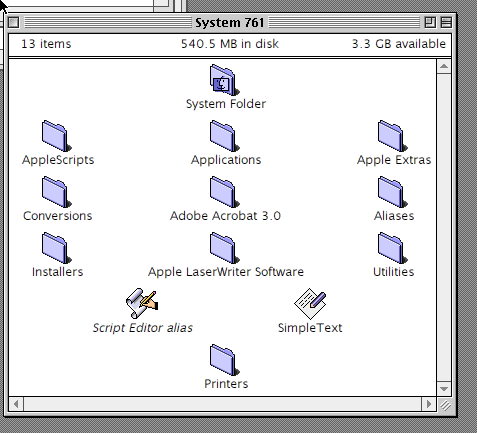 System 761
13 items 540.5 MB in disk 3.3 GB available
System Folder
AppleScripts Applications Apple Extras
Conversions Adobe Acrobat 3.0 Aliases
Installers Apple LaserWriter Software Utilities
Script Editor alias SimpleText
Printers